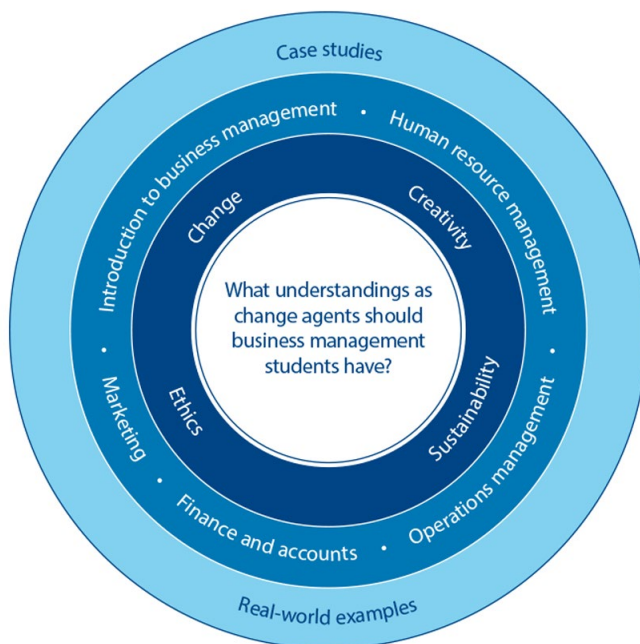 Case studies
Introduction to business management
•
Human resource management
•
Operations management
•
Finance and accounts
•
Marketing
•
Change
Creativity
Sustainability
Ethics
What understandings as
change agents should
business management
students have?
Real-world examples